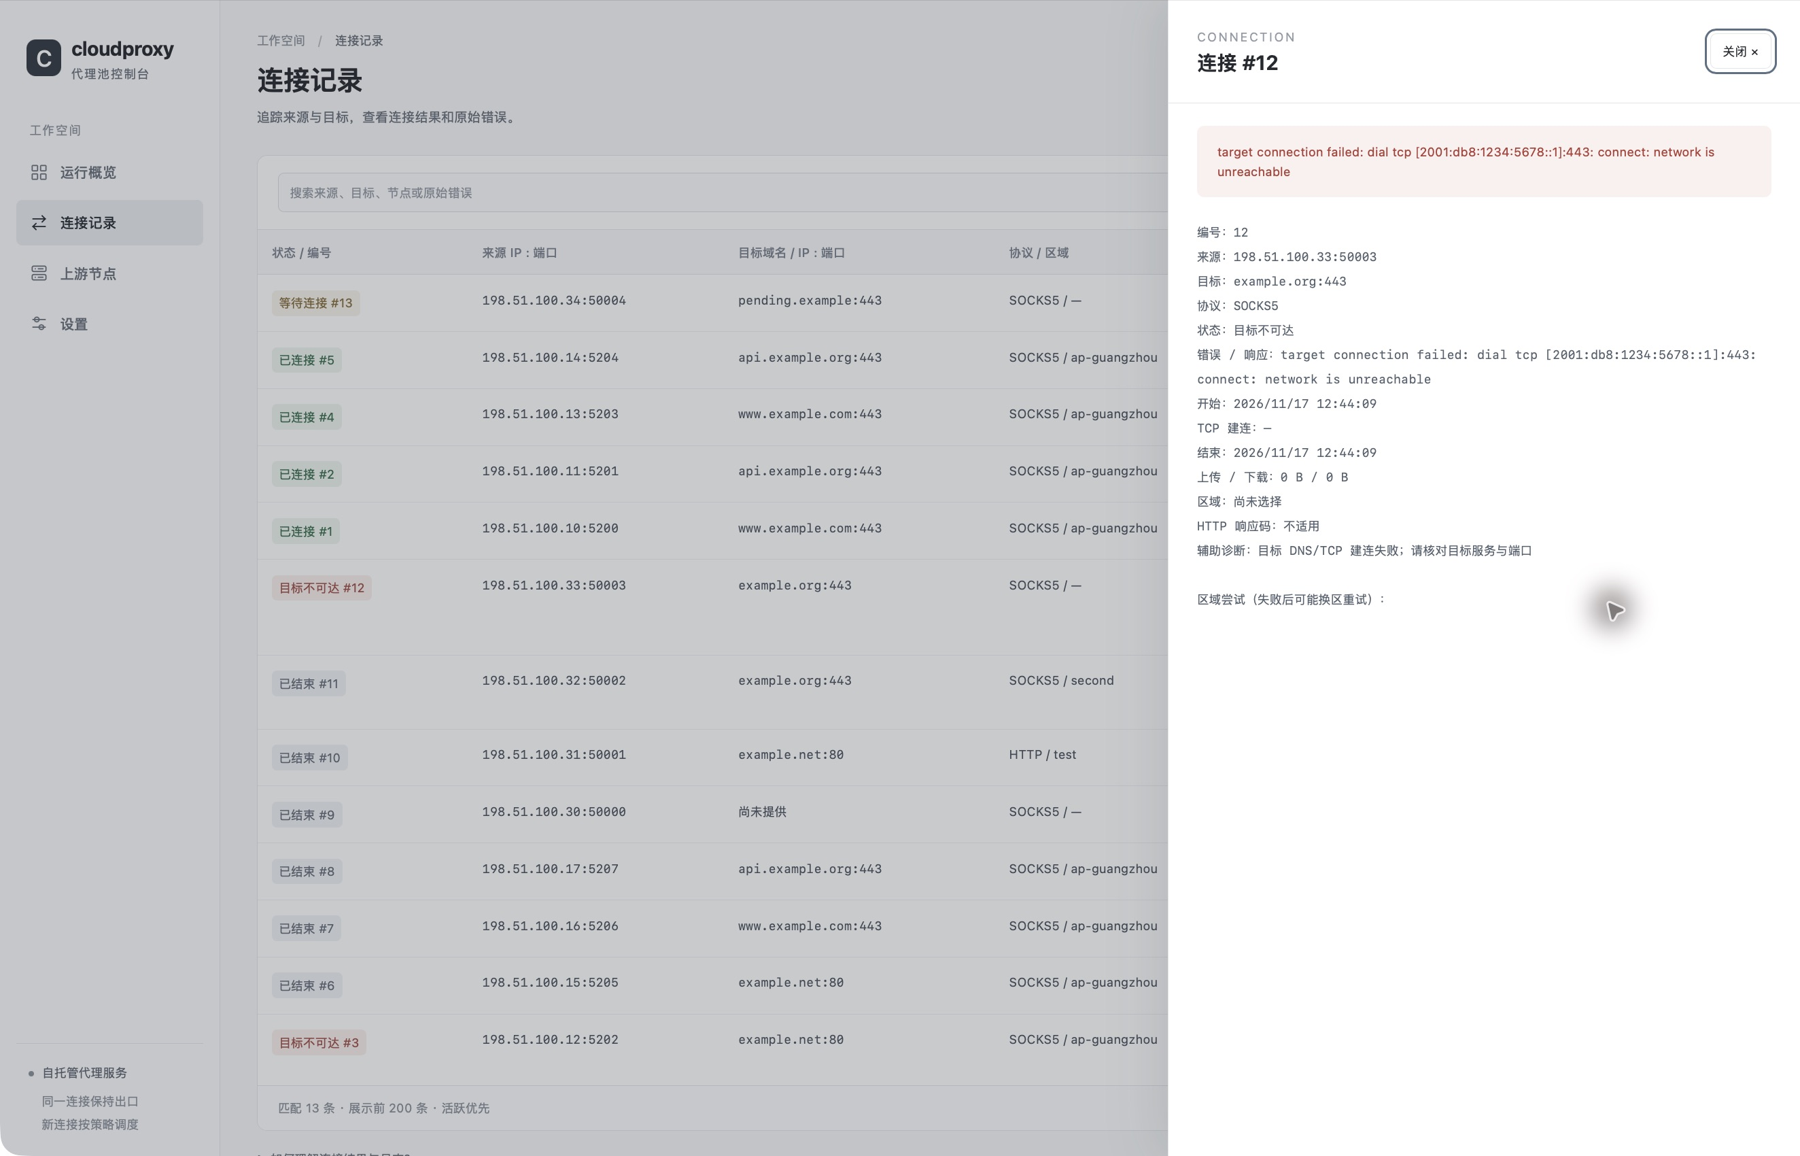 C
cloudproxy
代理池控制台
工作空间
运行概览
连接记录
上游节点
设置
自托管代理服务
同一连接保持出口
新连接按策略调度
工作空间 / 连接记录
连接记录
追踪来源与目标，查看连接结果和原始错误。
搜索来源、目标、节点或原始错误
状态 / 编号 来源 IP : 端口 目标域名 / IP : 端口 协议 / 区域
等待连接 #13 198.51.100.34:50004 pending.example:443 SOCKS5 / —
已连接 #5 198.51.100.14:5204 api.example.org:443 SOCKS5 / ap-guangzhou
已连接 #4 198.51.100.13:5203 www.example.com:443 SOCKS5 / ap-guangzhou
已连接 #2 198.51.100.11:5201 api.example.org:443 SOCKS5 / ap-guangzhou
已连接 #1 198.51.100.10:5200 www.example.com:443 SOCKS5 / ap-guangzhou
目标不可达 #12 198.51.100.33:50003 example.org:443 SOCKS5 / —
已结束 #11 198.51.100.32:50002 example.org:443 SOCKS5 / second
已结束 #10 198.51.100.31:50001 example.net:80 HTTP / test
已结束 #9 198.51.100.30:50000 尚未提供 SOCKS5 / —
已结束 #8 198.51.100.17:5207 api.example.org:443 SOCKS5 / ap-guangzhou
已结束 #7 198.51.100.16:5206 www.example.com:443 SOCKS5 / ap-guangzhou
已结束 #6 198.51.100.15:5205 example.net:80 SOCKS5 / ap-guangzhou
目标不可达 #3 198.51.100.12:5202 example.net:80 SOCKS5 / ap-guangzhou
匹配 13 条 · 展示前 200 条 · 活跃优先
CONNECTION
连接 #12
关闭 ×
target connection failed: dial tcp [2001:db8:1234:5678::1]:443: connect: network is
unreachable
编号: 12
来源: 198.51.100.33:50003
目标: example.org:443
协议: SOCKS5
状态: 目标不可达
错误 / 响应: target connection failed: dial tcp [2001:db8:1234:5678::1]:443:
connect: network is unreachable
开始: 2026/11/17 12:44:09
TCP 建连: —
结束: 2026/11/17 12:44:09
上传 / 下载: 0 B / 0 B
区域: 尚未选择
HTTP 响应码: 不适用
辅助诊断: 目标 DNS/TCP 建连失败；请核对目标服务与端口
区域尝试（失败后可能换区重试）: